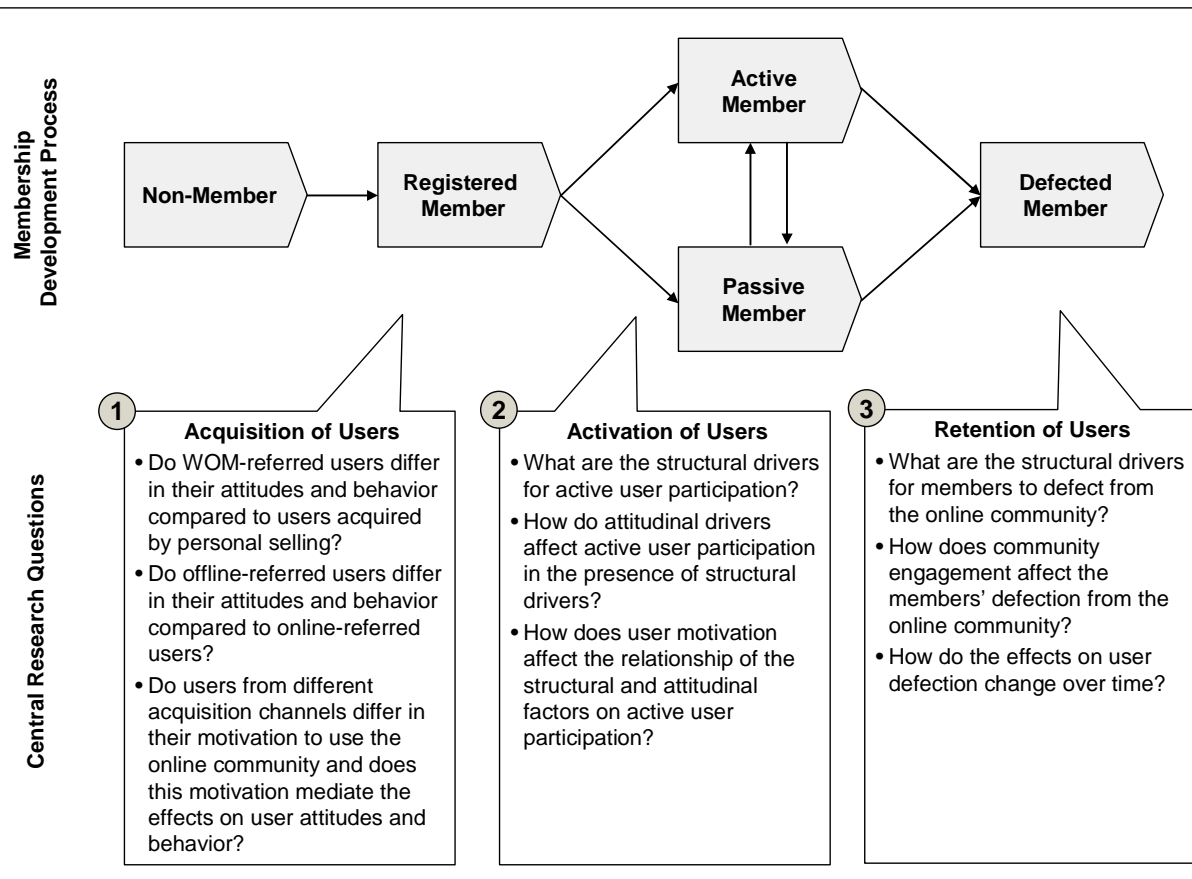 Membership
Development Process
Non-Member
Registered
Member
Active
Member
Passive
Member
Defected
Member
Central Research Questions
1
Acquisition of Users
• Do WOM-referred users differ
in their attitudes and behavior
compared to users acquired
by personal selling?
• Do offline-referred users differ
in their attitudes and behavior
compared to online-referred
users?
• Do users from different
acquisition channels differ in
their motivation to use the
online community and does
this motivation mediate the
effects on user attitudes and
behavior?
2
Activation of Users
• What are the structural drivers
for active user participation?
• How do attitudinal drivers
affect active user participation
in the presence of structural
drivers?
• How does user motivation
affect the relationship of the
structural and attitudinal
factors on active user
participation?
3
Retention of Users
• What are the structural drivers
for members to defect from
the online community?
• How does community
engagement affect the
members’ defection from the
online community?
• How do the effects on user
defection change over time?